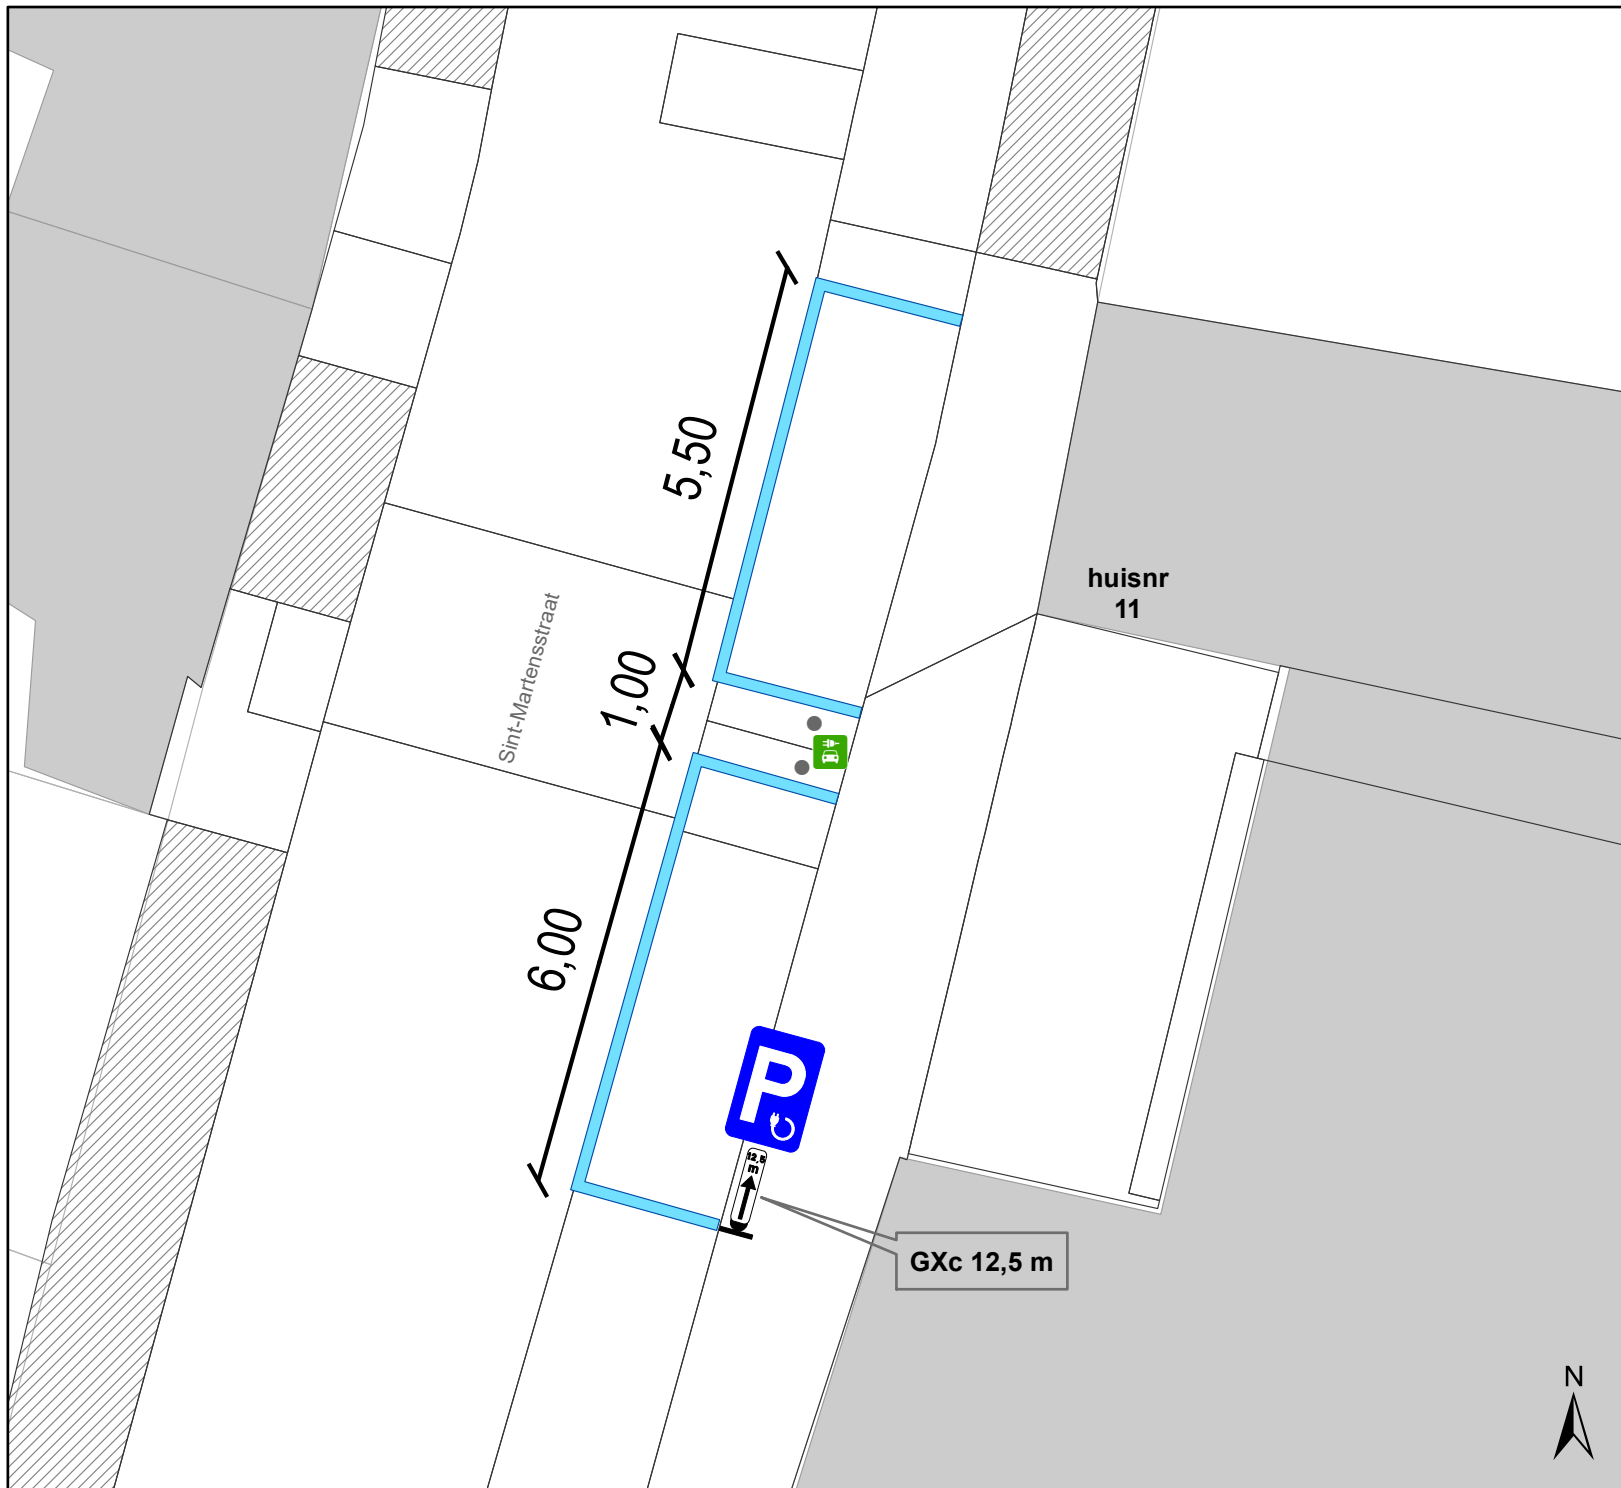 5,50
huisnr
11
Sint-Martensstraat
1,00
6,00
P
12,5
m
GXc 12,5 m
N